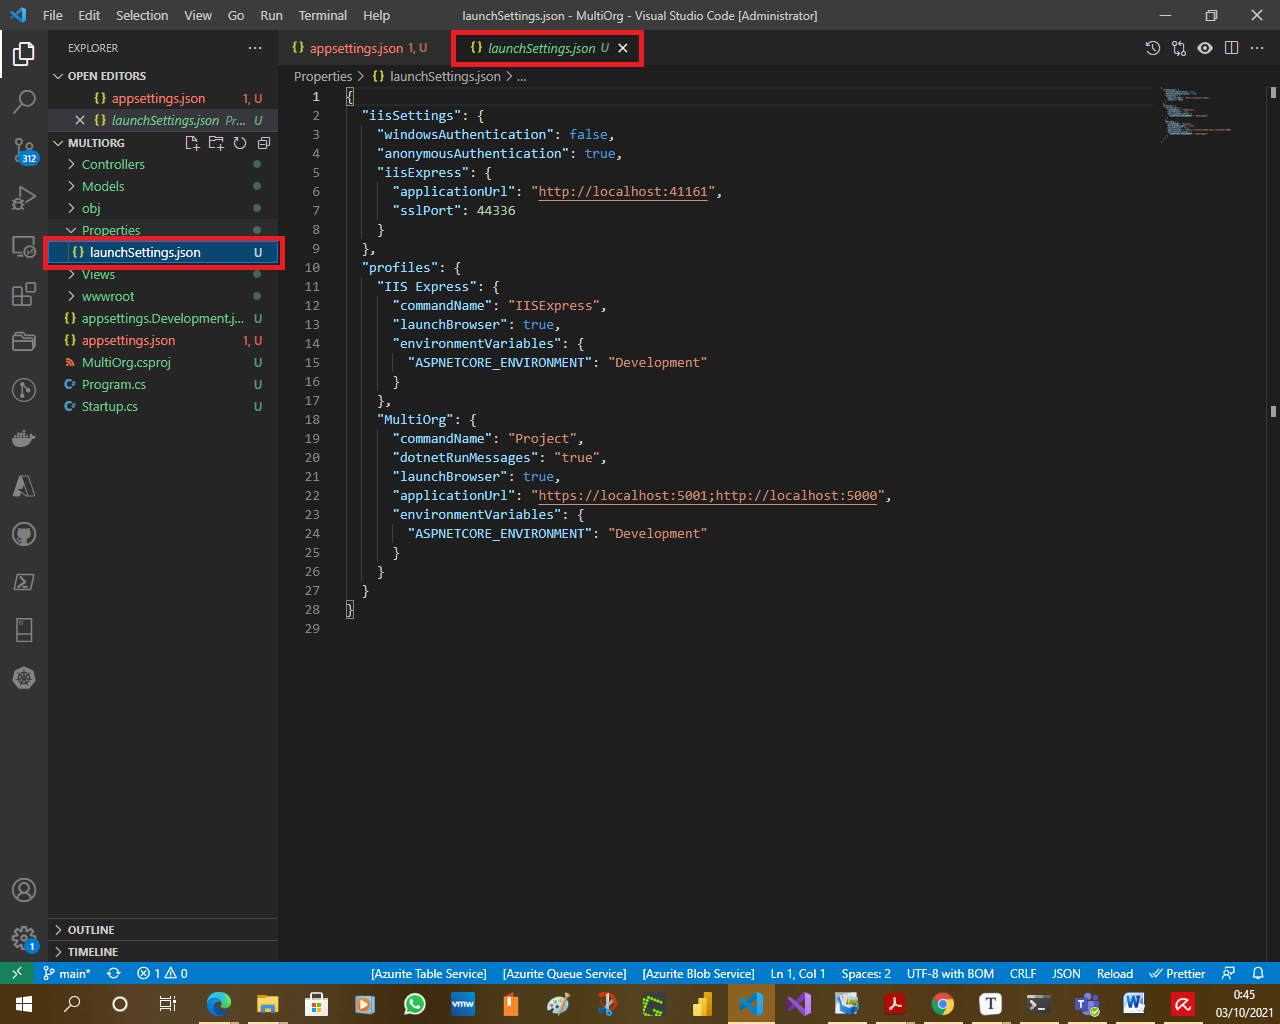 File Edit Selection View Go Run Terminal Help launchSettings.json - MultiOrg - Visual Studio Code [Administrator]
EXPLORER
OPEN EDITORS
appsettings.json 1, U
launchSettings.json Pr... U
MULTIORG
Controllers
Models
obj
Properties
launchSettings.json U
Views
wwwroot
appsettings.Development.j... U
appsettings.json 1, U
MultiOrg.csproj U
Program.cs U
Startup.cs U
OUTLINE
TIMELINE
312
1
appsettings.json 1, U launchSettings.json U
Properties > {} launchSettings.json > ...
1 {
2 "iisSettings": {
3 "windowsAuthentication": false,
4 "anonymousAuthentication": true,
5 "iisExpress": {
6 "applicationUrl": "http://localhost:41161",
7 "sslPort": 44336
8 }
9 },
10 "profiles": {
11 "IIS Express": {
12 "commandName": "IISExpress",
13 "launchBrowser": true,
14 "environmentVariables": {
15 "ASPNETCORE_ENVIRONMENT": "Development"
16 }
17 },
18 "MultiOrg": {
19 "commandName": "Project",
20 "dotnetRunMessages": "true",
21 "launchBrowser": true,
22 "applicationUrl": "https://localhost:5001;http://localhost:5000",
23 "environmentVariables": {
24 "ASPNETCORE_ENVIRONMENT": "Development"
25 }
26 }
27 }
28 }
29
main* 1 0 [Azurite Table Service] [Azurite Queue Service] [Azurite Blob Service] Ln 1, Col 1 Spaces: 2 UTF-8 with BOM CRLF JSON Reload Prettier
vmw
0:45
03/10/2021